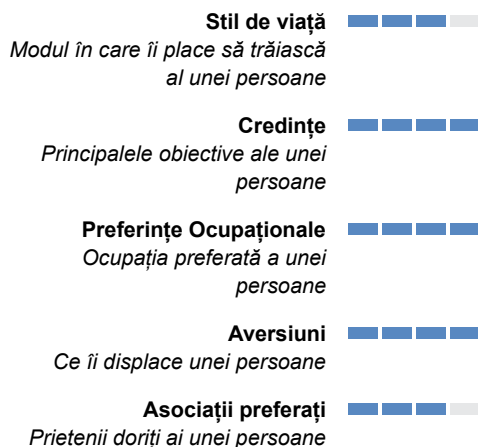 Stil de viață
Modul în care îi place să trăiască
al unei persoane
Credințe
Principalele obiective ale unei
persoane
Preferințe Ocupaționale
Ocupația preferată a unei
persoane
Aversiuni
Ce îi displace unei persoane
Asociații preferați
Prietenii doriți ai unei persoane